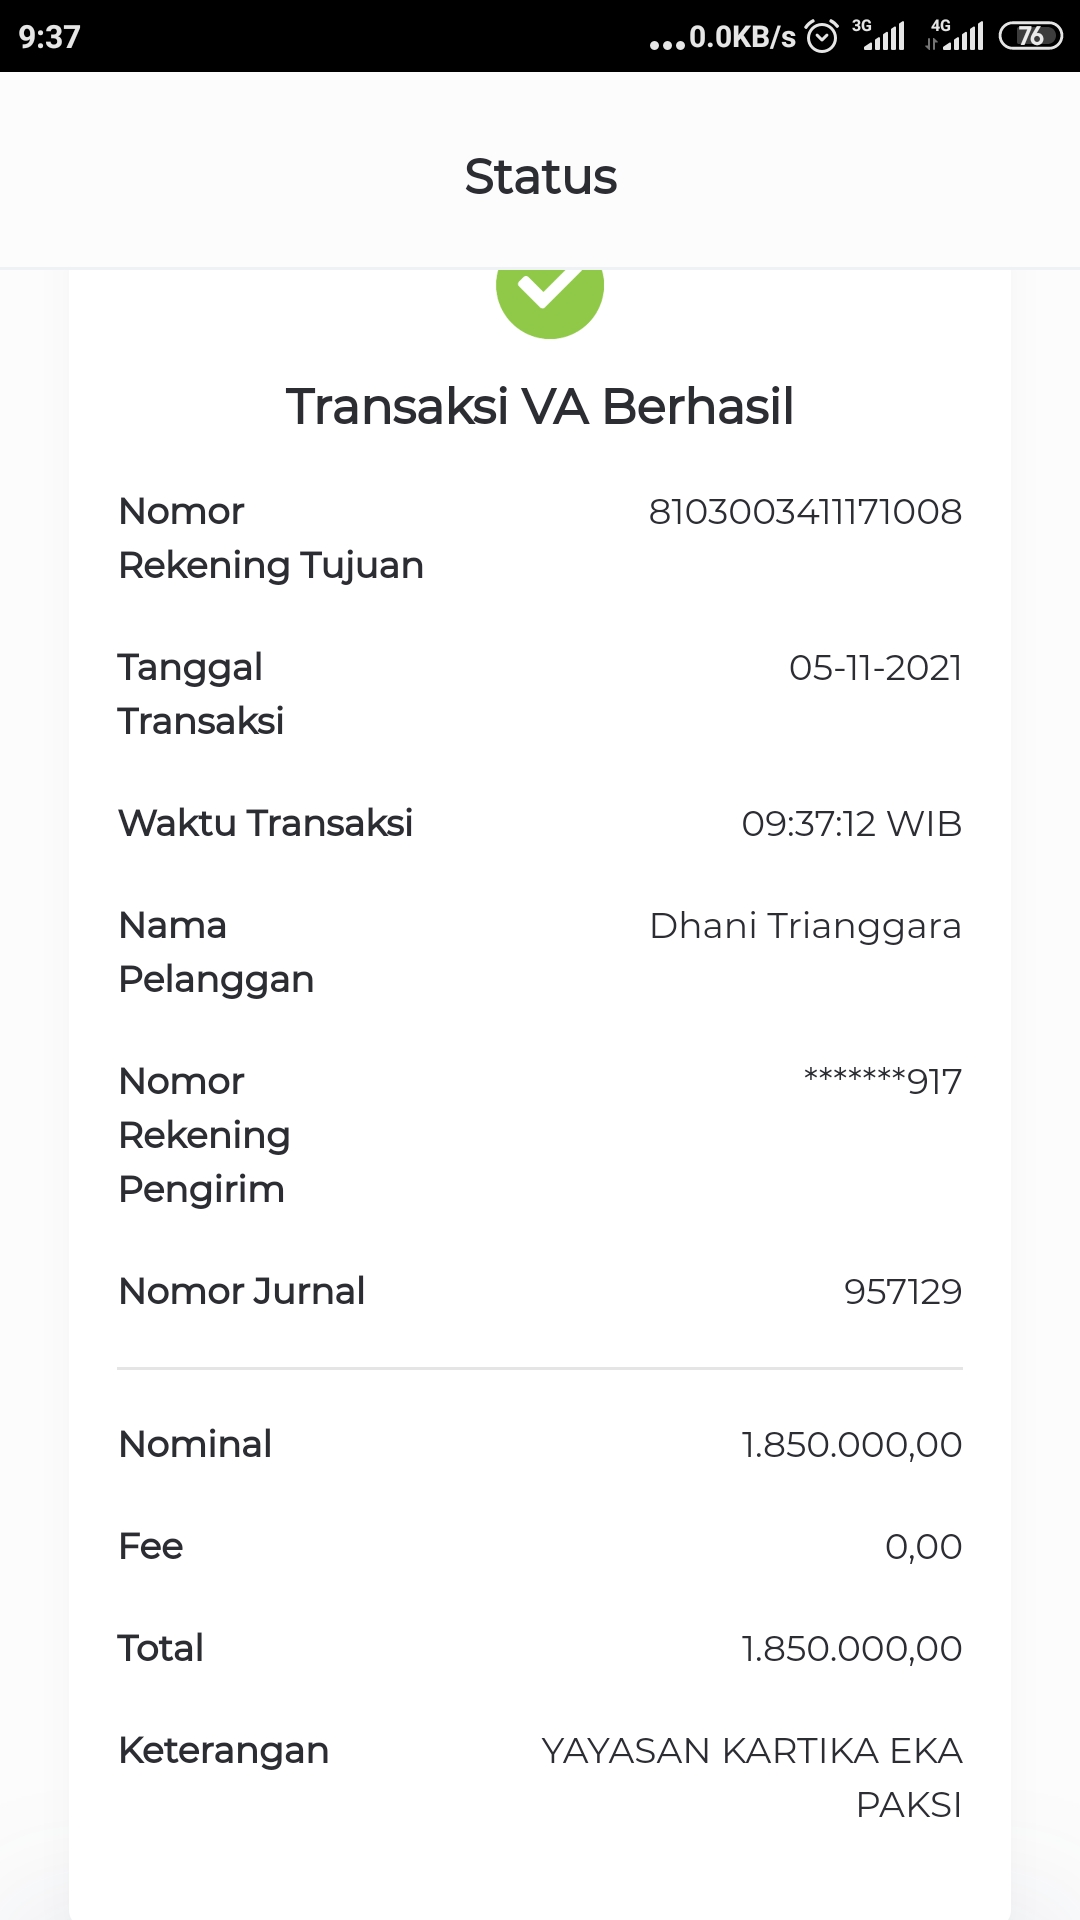 9:37
...0.0KB/s 3G 4G 76
Status
Transaksi VA Berhasil
Nomor 8103003411171008
Rekening Tujuan
Tanggal 05-11-2021
Transaksi
Waktu Transaksi 09:37:12 WIB
Nama Dhani Trianggara
Pelanggan
Nomor *******917
Rekening
Pengirim
Nomor Jurnal 957129
Nominal 1.850.000,00
Fee 0,00
Total 1.850.000,00
Keterangan YAYASAN KARTIKA EKA
PAKSI